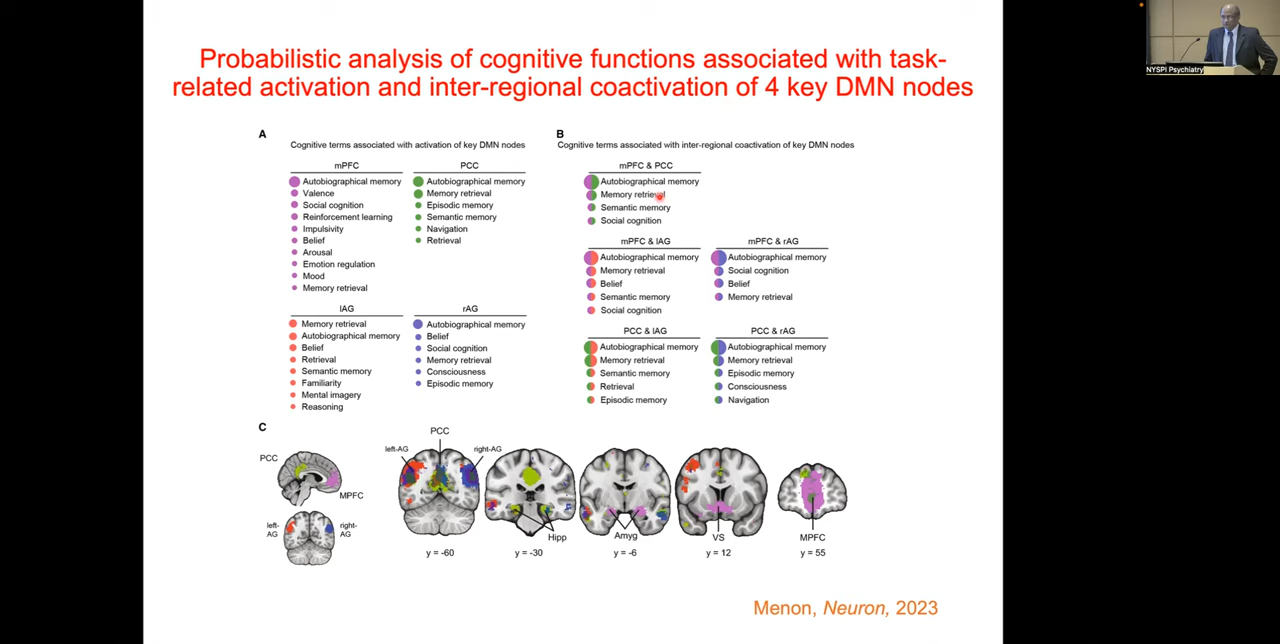 Probabilistic analysis of cognitive functions associated with task-
related activation and inter-regional coactivation of 4 key DMN nodes
NYSPI Psychiatry
A
Cognitive terms associated with activation of key DMN nodes
mPFC
Autobiographical memory
Valence
Social cognition
Reinforcement learning
Impulsivity
Belief
Arousal
Emotion regulation
Mood
Memory retrieval
PCC
Autobiographical memory
Memory retrieval
Episodic memory
Semantic memory
Navigation
Retrieval
lAG
Memory retrieval
Autobiographical memory
Belief
Retrieval
Semantic memory
Familiarity
Mental imagery
Reasoning
rAG
Autobiographical memory
Belief
Social cognition
Memory retrieval
Consciousness
Episodic memory
B
Cognitive terms associated with inter-regional coactivation of key DMN nodes
mPFC & PCC
Autobiographical memory
Memory retrieval
Semantic memory
Social cognition
mPFC & lAG
Autobiographical memory
Memory retrieval
Belief
Semantic memory
Social cognition
mPFC & rAG
Autobiographical memory
Social cognition
Belief
Memory retrieval
PCC & lAG
Autobiographical memory
Memory retrieval
Semantic memory
Retrieval
Episodic memory
PCC & rAG
Autobiographical memory
Memory retrieval
Episodic memory
Consciousness
Navigation
C
PCC
MPFC
left-
AG
right-
AG
PCC
left-AG
right-AG
Hipp
Amyg
VS
MPFC
y = -60
y = -30
y = -6
y = 12
y = 55
Menon, Neuron, 2023